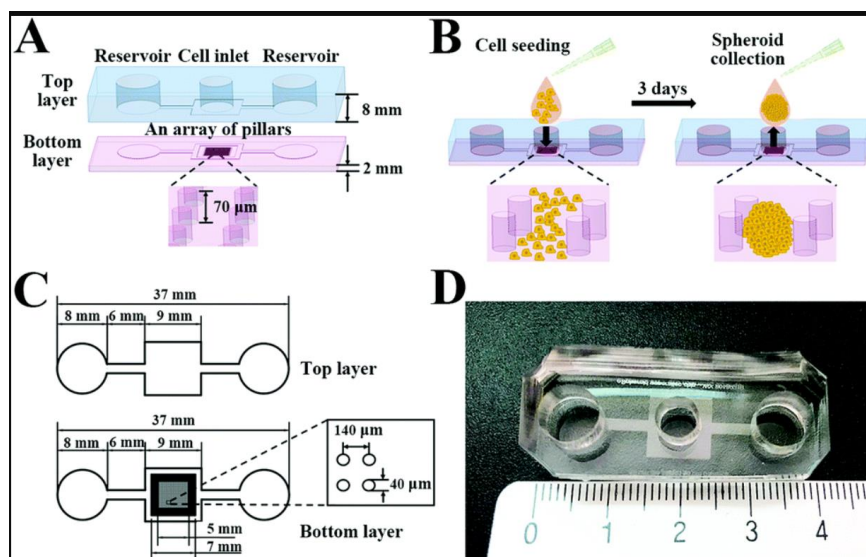 A
Reservoir Cell inlet Reservoir
Top
layer
8 mm
An array of pillars
Bottom
layer
2 mm
70 μm
B
Cell seeding
3 days
Spheroid
collection
C
37 mm
8 mm 6 mm 9 mm
Top layer
37 mm
8 mm 6 mm 9 mm
140 μm
40 μm
5 mm
7 mm
Bottom layer
D
0 1 2 3 4